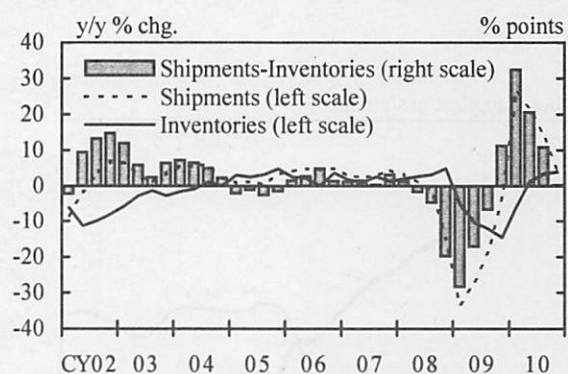 y/y % chg.
% points
40
30
20
10
0
-10
-20
-30
-40
Shipments-Inventories (right scale)
Shipments (left scale)
Inventories (left scale)
CY02 03 04 05 06 07 08 09 10